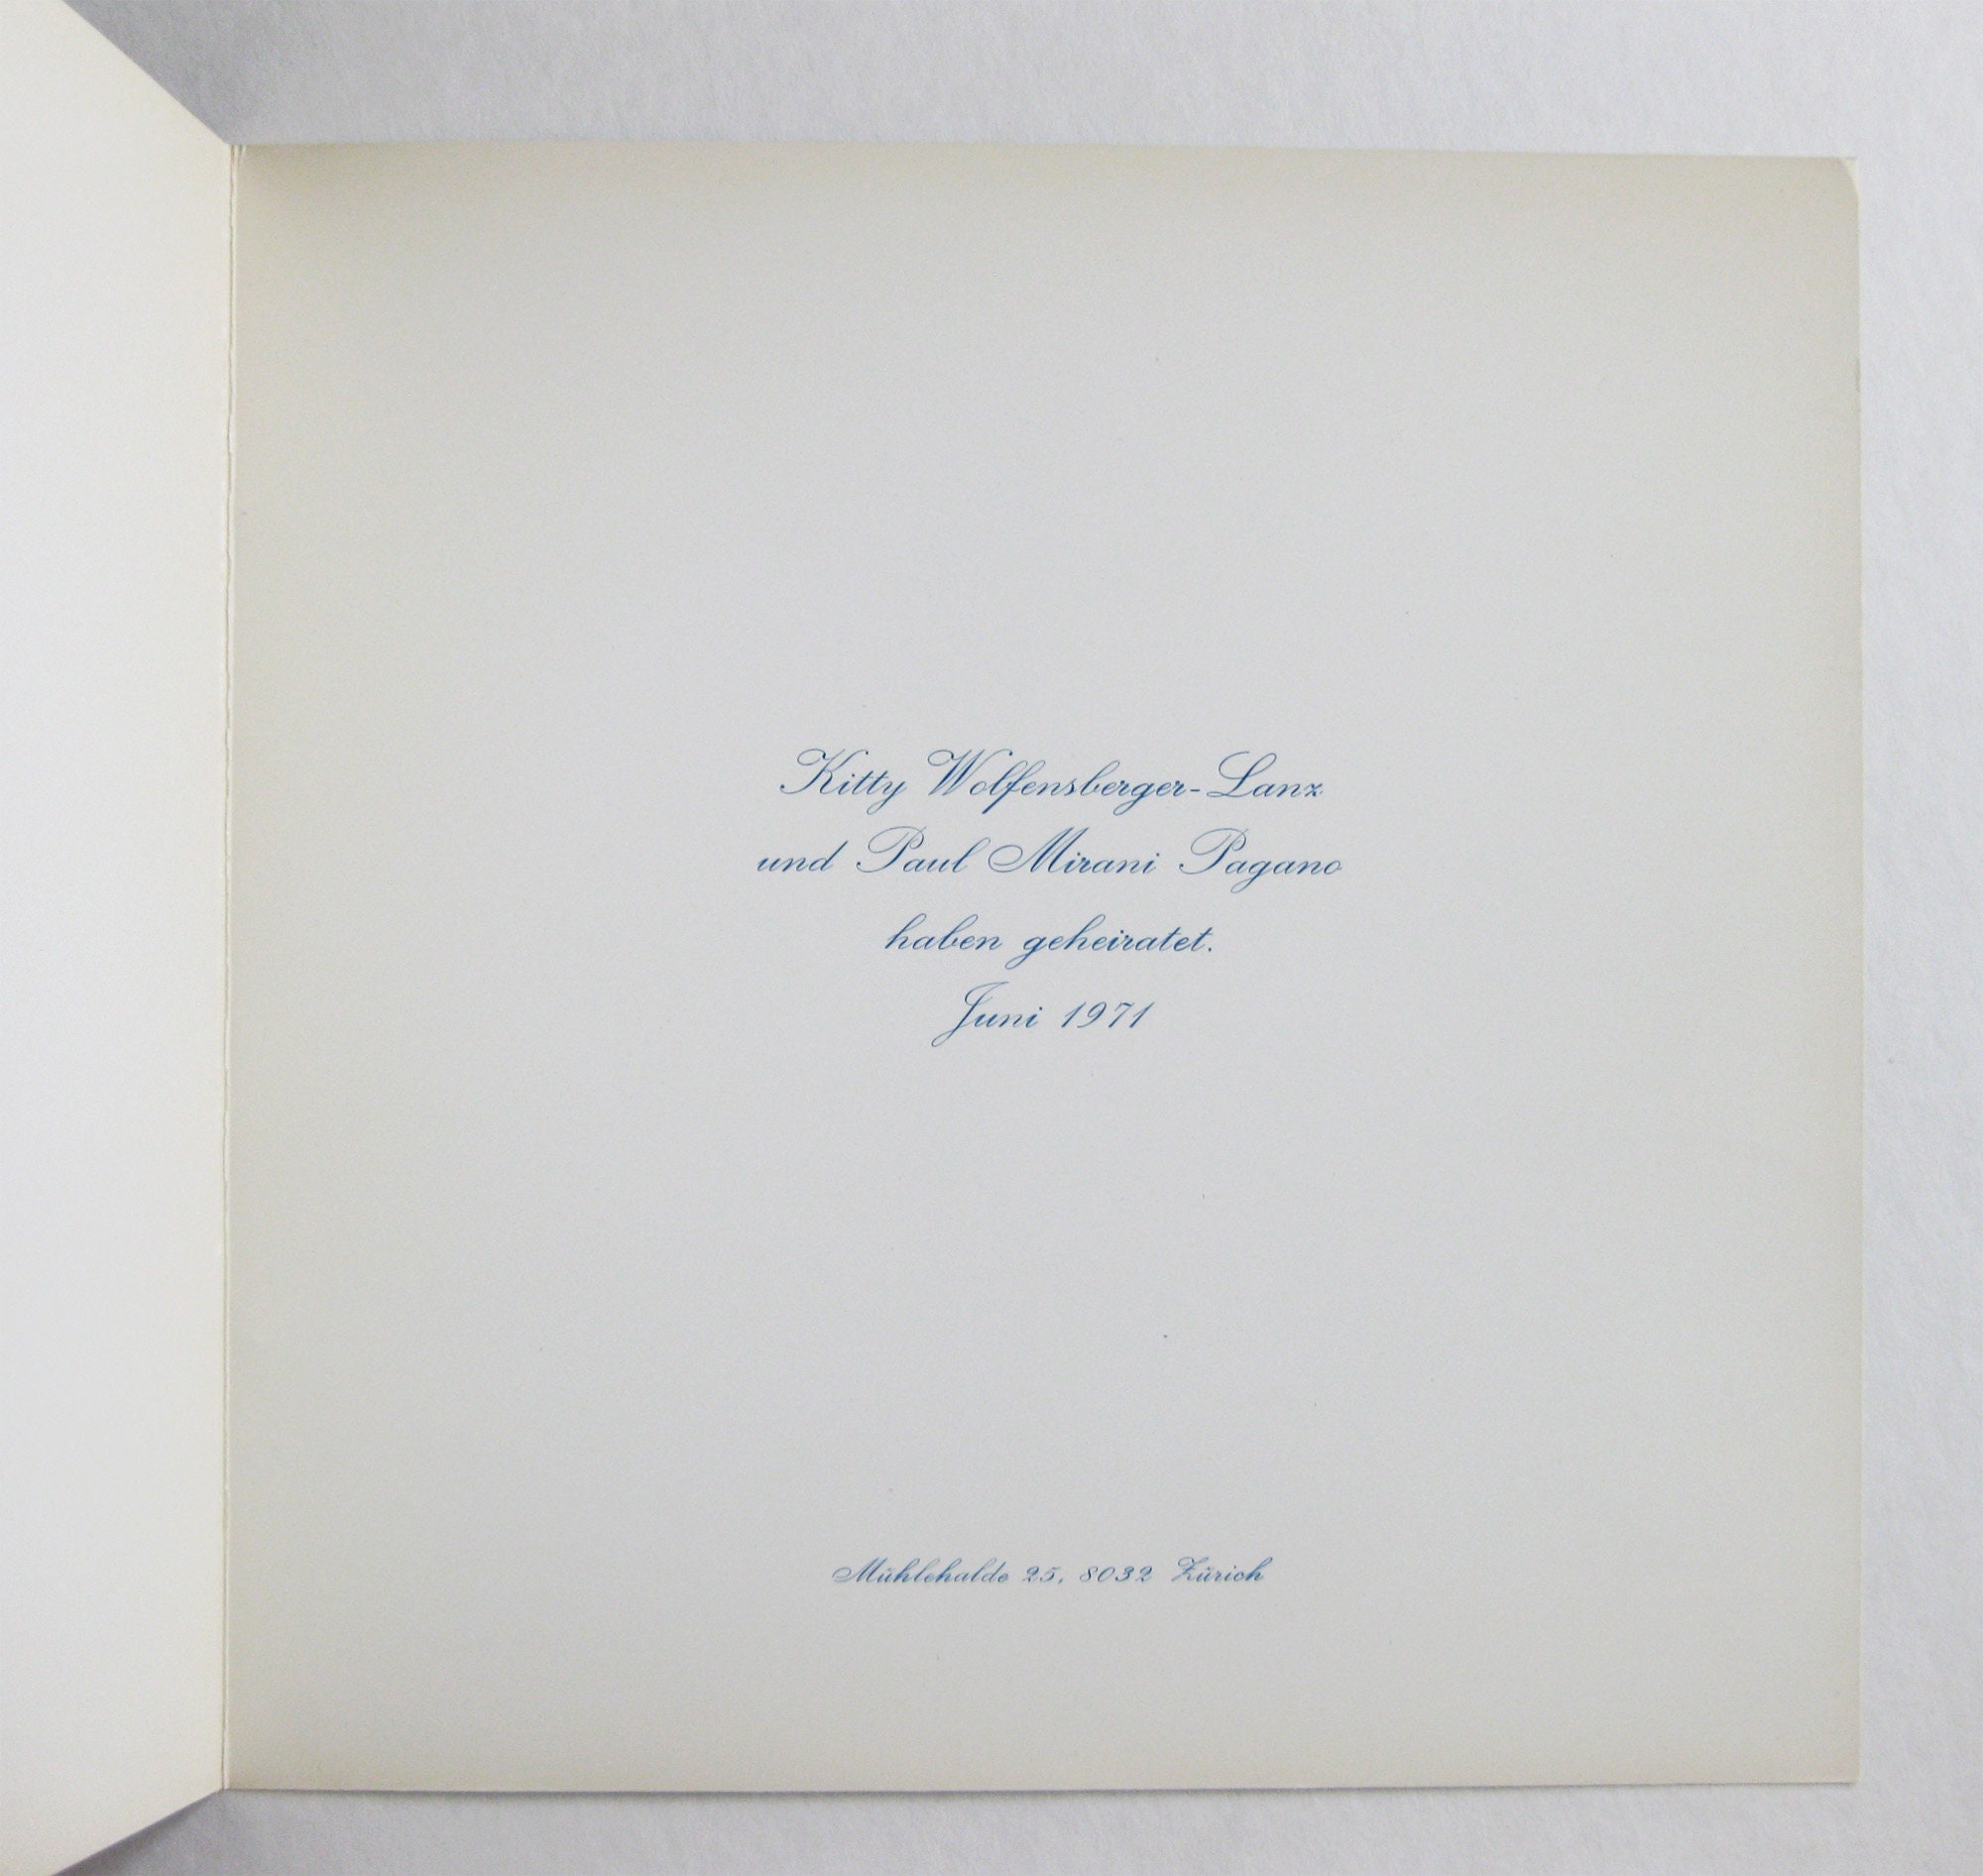 Kitty Wolfensberger-Lanz
und Paul Mirani Pagano
haben geheiratet.
Juni 1971
Mühlehalde 25, 8032 Zürich